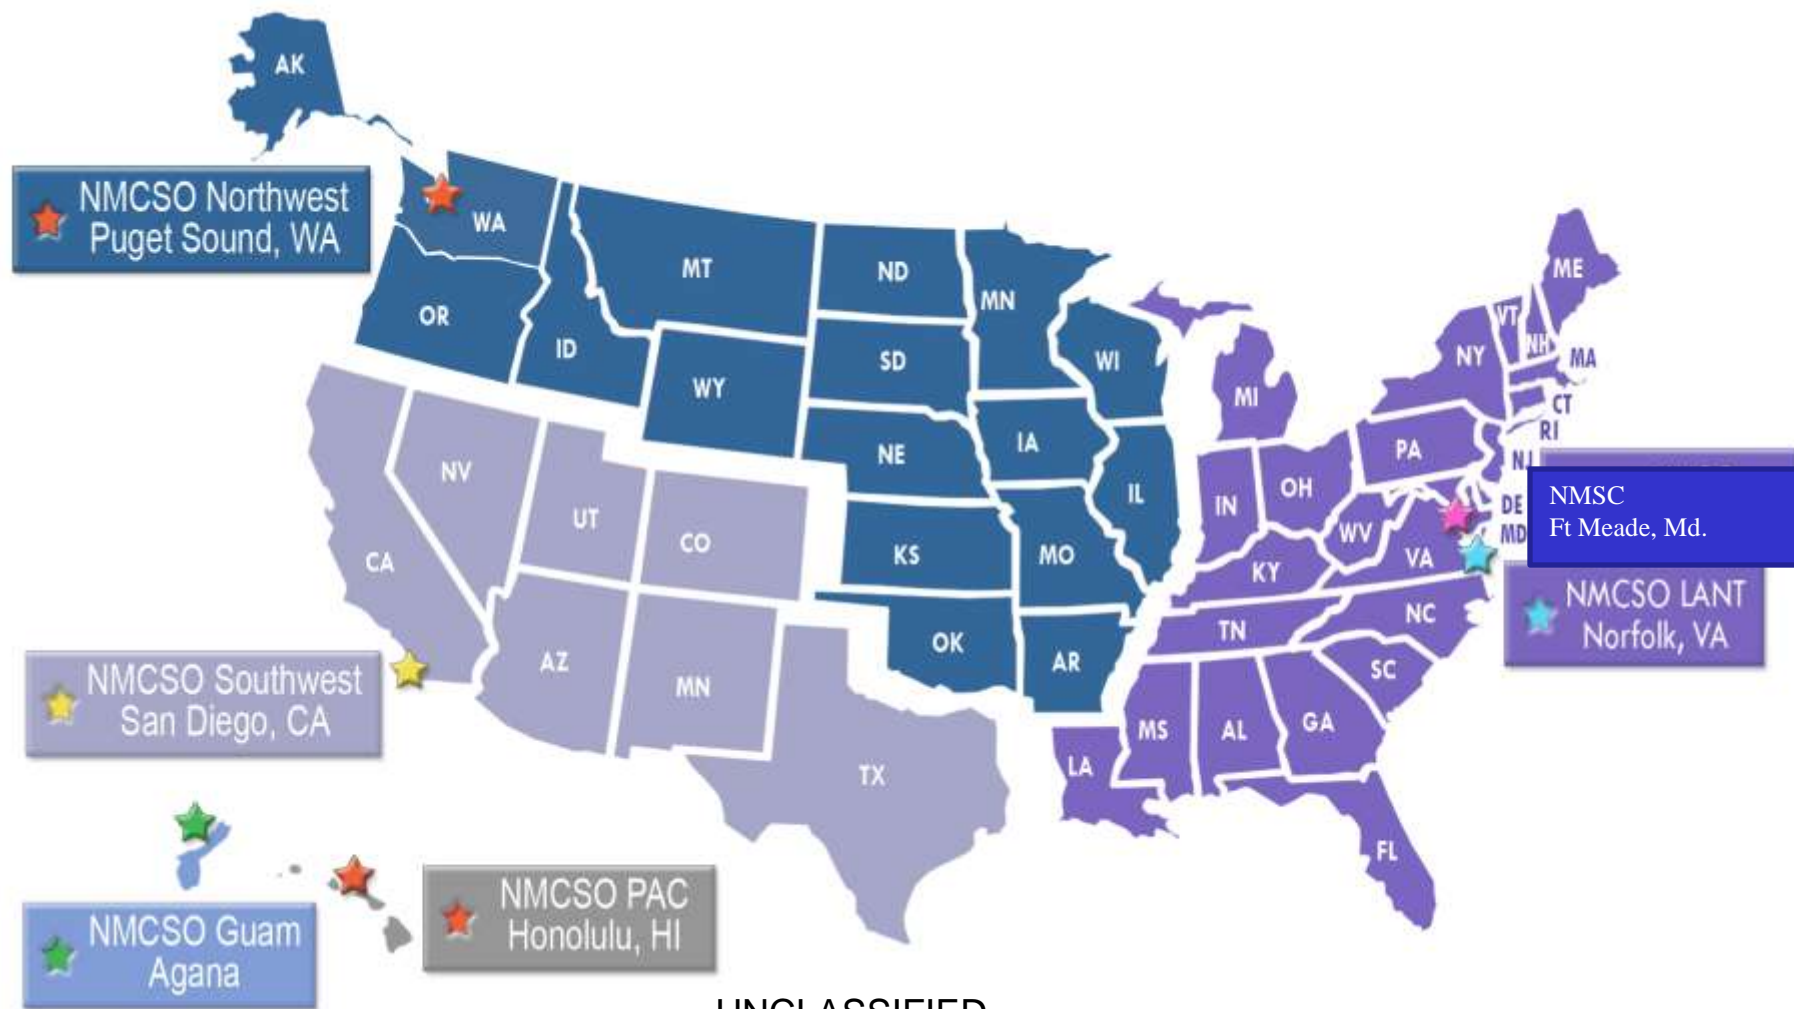 AK
NMCSO Northwest
Puget Sound, WA
WA
MT
ND
MN
OR
ID
WY
SD
WI
NE
IA
IL
KS
MO
OK
AR
ME
VT
NH
NY
MA
MI
CT
RI
PA
NJ
IN
OH
DE
MD
WV
VA
KY
NMSC
Ft Meade, Md.
NMCSO LANT
Norfolk, VA
NC
TN
SC
MS
AL
GA
LA
FL
NV
UT
CO
CA
AZ
MN
TX
NMCSO Southwest
San Diego, CA
NMCSO Guam
Agana
NMCSO PAC
Honolulu, HI
UNCLASSIFIED